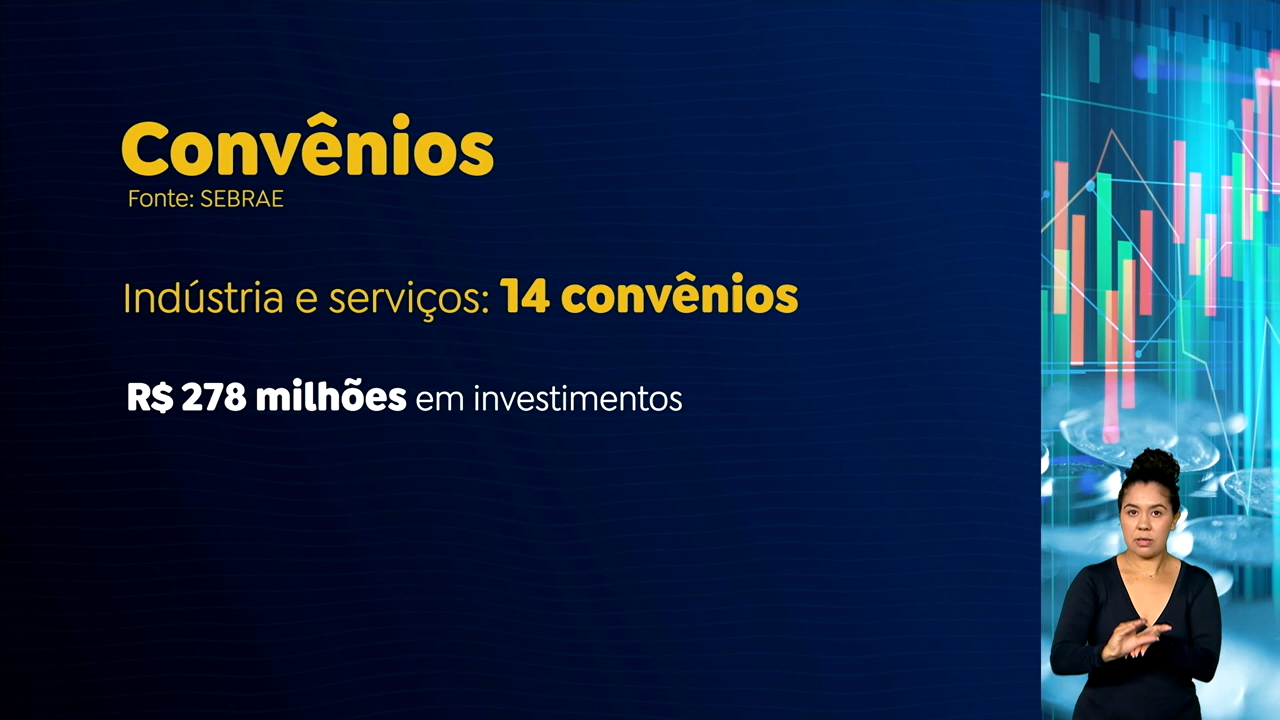 Convênios
Fonte: SEBRAE
Indústria e serviços: 14 convênios
R$ 278 milhões em investimentos